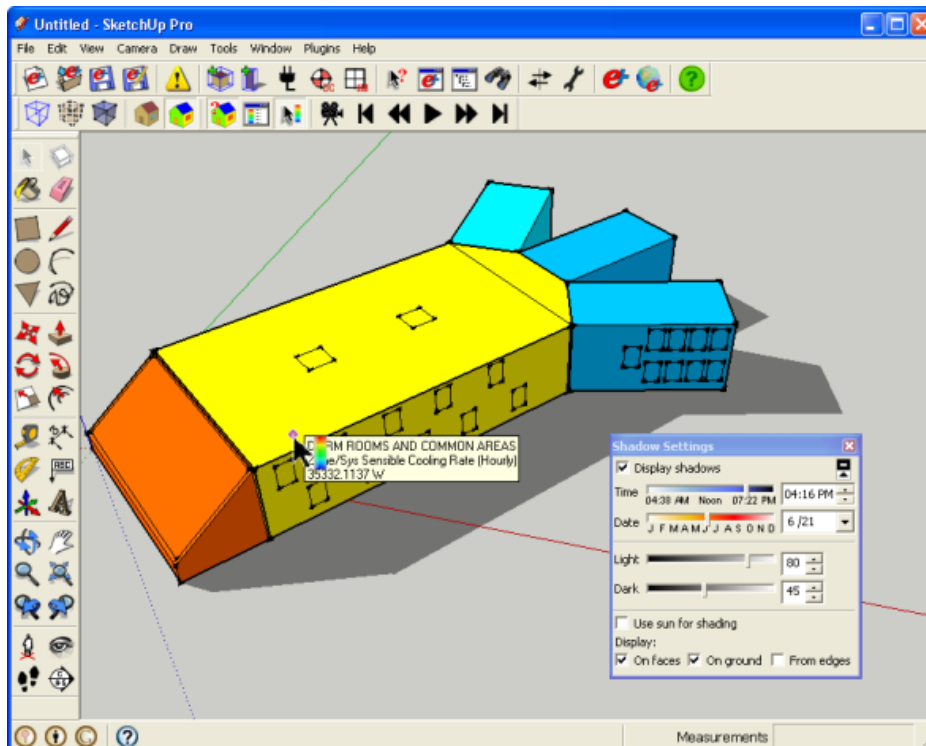 Untitled - SketchUp Pro
File Edit View Camera Draw Tools Window Plugins Help
ABC
RM ROOMS AND COMMON AREAS
e/Sys Sensible Cooling Rate (Hourly)
35332.1137 W
Shadow Settings
Display shadows
Time 04:38 AM Noon 07:22 PM 04:16 PM
Date J F M A M J J A S O N D 6/21
Light 80
Dark 45
Use sun for shading
Display:
On faces On ground From edges
Measurements